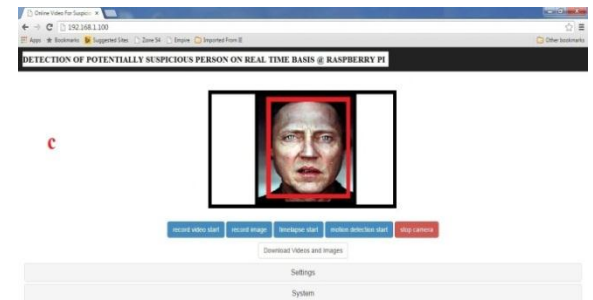 Online Video For Suspici
192.168.1.100
Apps Bookmarks Suggested Sites Zone 54 Empire Imported From IE Other bookmarks
DETECTION OF POTENTIALLY SUSPICIOUS PERSON ON REAL TIME BASIS @ RASPBERRY PI
c
record video start record image timelapse start motion detection start stop camera
Download Videos and Images
Settings
System